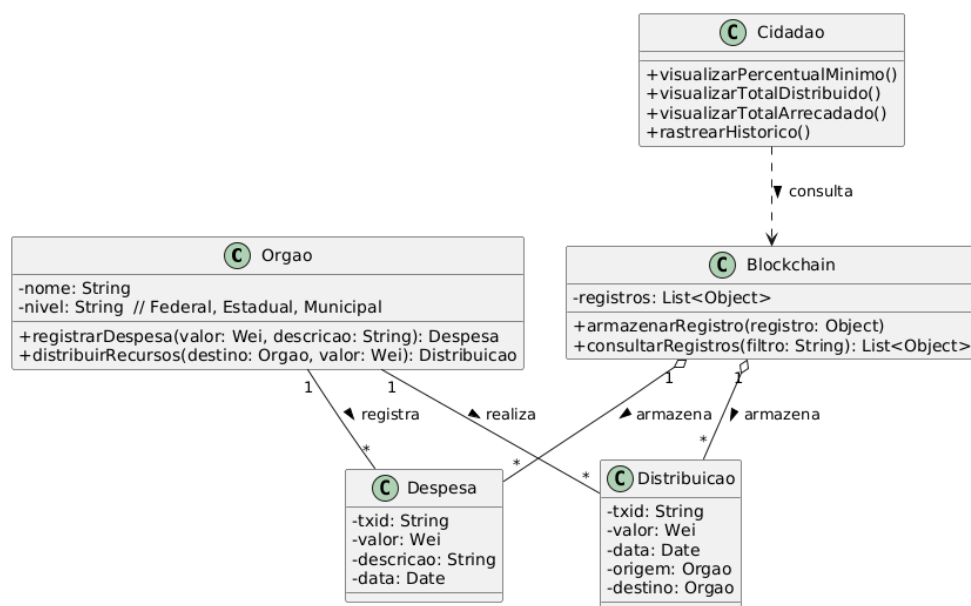 C Cidadao
+visualizarPercentualMinimo()
+visualizarTotalDistribuido()
+visualizarTotalArrecadado()
+rastrearHistorico()
consulta
C Orgao
-nome: String
-nivel: String // Federal, Estadual, Municipal
+registrarDespesa(valor: Wei, descricao: String): Despesa
+distribuirRecursos(destino: Orgao, valor: Wei): Distribuicao
C Blockchain
-registros: List<Object>
+armazenarRegistro(registro: Object)
+consultarRegistros(filtro: String): List<Object>
1
1
1
1
registra
realiza
armazena
armazena
*
*
*
*
C Despesa
-txid: String
-valor: Wei
-descricao: String
-data: Date
C Distribuicao
-txid: String
-valor: Wei
-data: Date
-origem: Orgao
-destino: Orgao